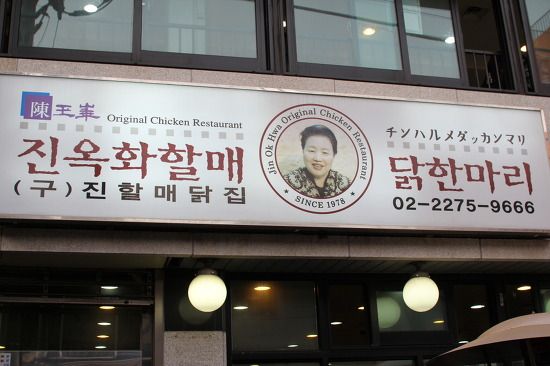 陳玉華 Original Chicken Restaurant
진옥화할매
(구)진할매닭집
Jin Ok Hwa Original Chicken Restaurant
SINCE 1978
チンハルメダッカンマリ
닭한마리
02-2275-9666